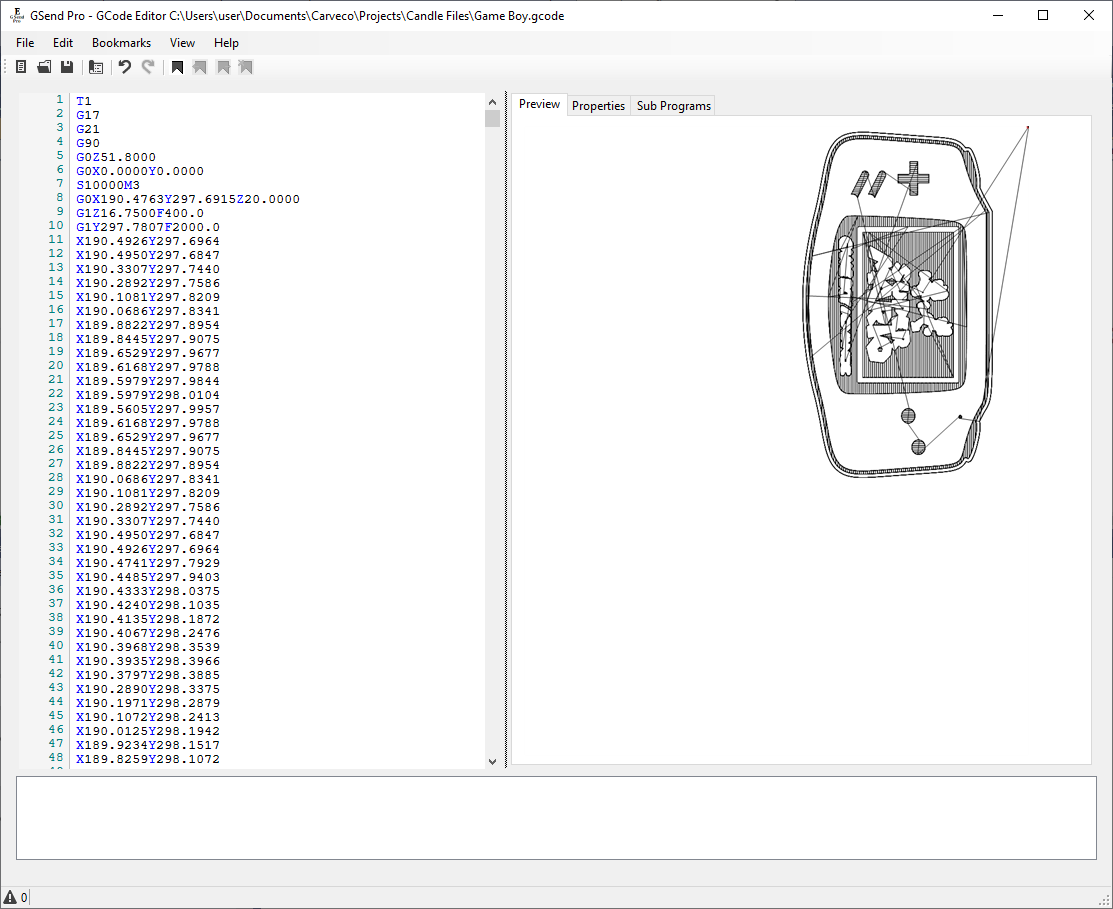 GSend Pro - GCode Editor C:\Users\user\Documents\Carveco\Projects\Candle Files\Game Boy.gcode
File Edit Bookmarks View Help
Preview Properties Sub Programs
1 T1
2 G17
3 G21
4 G90
5 G0Z51.8000
6 G0X0.0000Y0.0000
7 S10000M3
8 G0X190.4763Y297.6915Z20.0000
9 G1Z16.7500F400.0
10 G1Y297.7807F2000.0
11 X190.4926Y297.6964
12 X190.4950Y297.6847
13 X190.3307Y297.7440
14 X190.2892Y297.7586
15 X190.1081Y297.8209
16 X190.0686Y297.8341
17 X189.8822Y297.8954
18 X189.8445Y297.9075
19 X189.6529Y297.9677
20 X189.6168Y297.9788
21 X189.5979Y297.9844
22 X189.5979Y298.0104
23 X189.5605Y297.9957
24 X189.6168Y297.9788
25 X189.6529Y297.9677
26 X189.8445Y297.9075
27 X189.8822Y297.8954
28 X190.0686Y297.8341
29 X190.1081Y297.8209
30 X190.2892Y297.7586
31 X190.3307Y297.7440
32 X190.4950Y297.6847
33 X190.4926Y297.6964
34 X190.4741Y297.7929
35 X190.4485Y297.9403
36 X190.4333Y298.0375
37 X190.4240Y298.1035
38 X190.4135Y298.1872
39 X190.4067Y298.2476
40 X190.3968Y298.3539
41 X190.3935Y298.3966
42 X190.3797Y298.3885
43 X190.2890Y298.3375
44 X190.1971Y298.2879
45 X190.1072Y298.2413
46 X190.0125Y298.1942
47 X189.9234Y298.1517
48 X189.8259Y298.1072
0